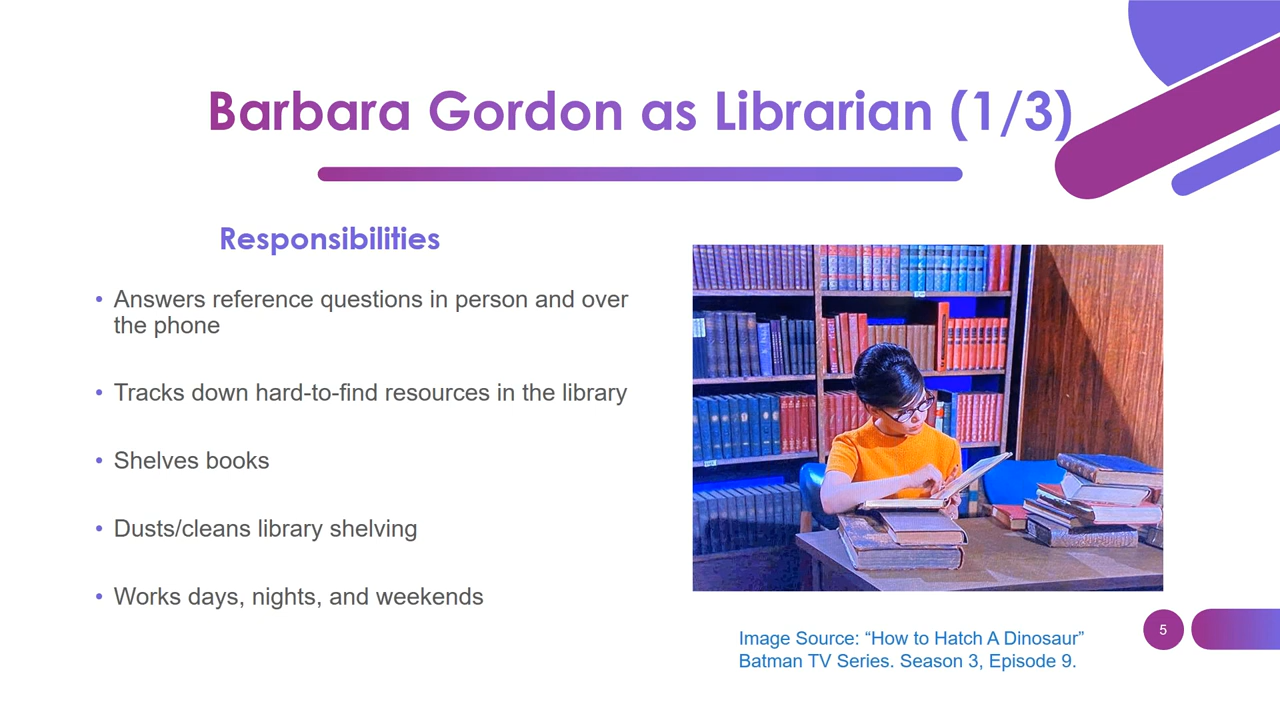 Barbara Gordon as Librarian (1/3)
Responsibilities
• Answers reference questions in person and over
the phone
• Tracks down hard-to-find resources in the library
• Shelves books
• Dusts/cleans library shelving
• Works days, nights, and weekends
Image Source: “How to Hatch A Dinosaur”
Batman TV Series. Season 3, Episode 9.
5